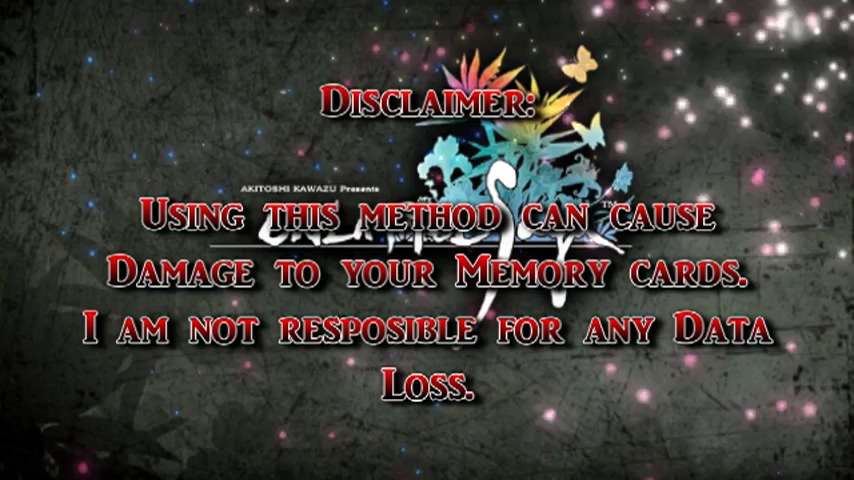 Disclaimer:
AKITOSHI KAWAZU Presents
Using this method can cause
Damage to your Memory cards.
I am not resposible for any Data
Loss.